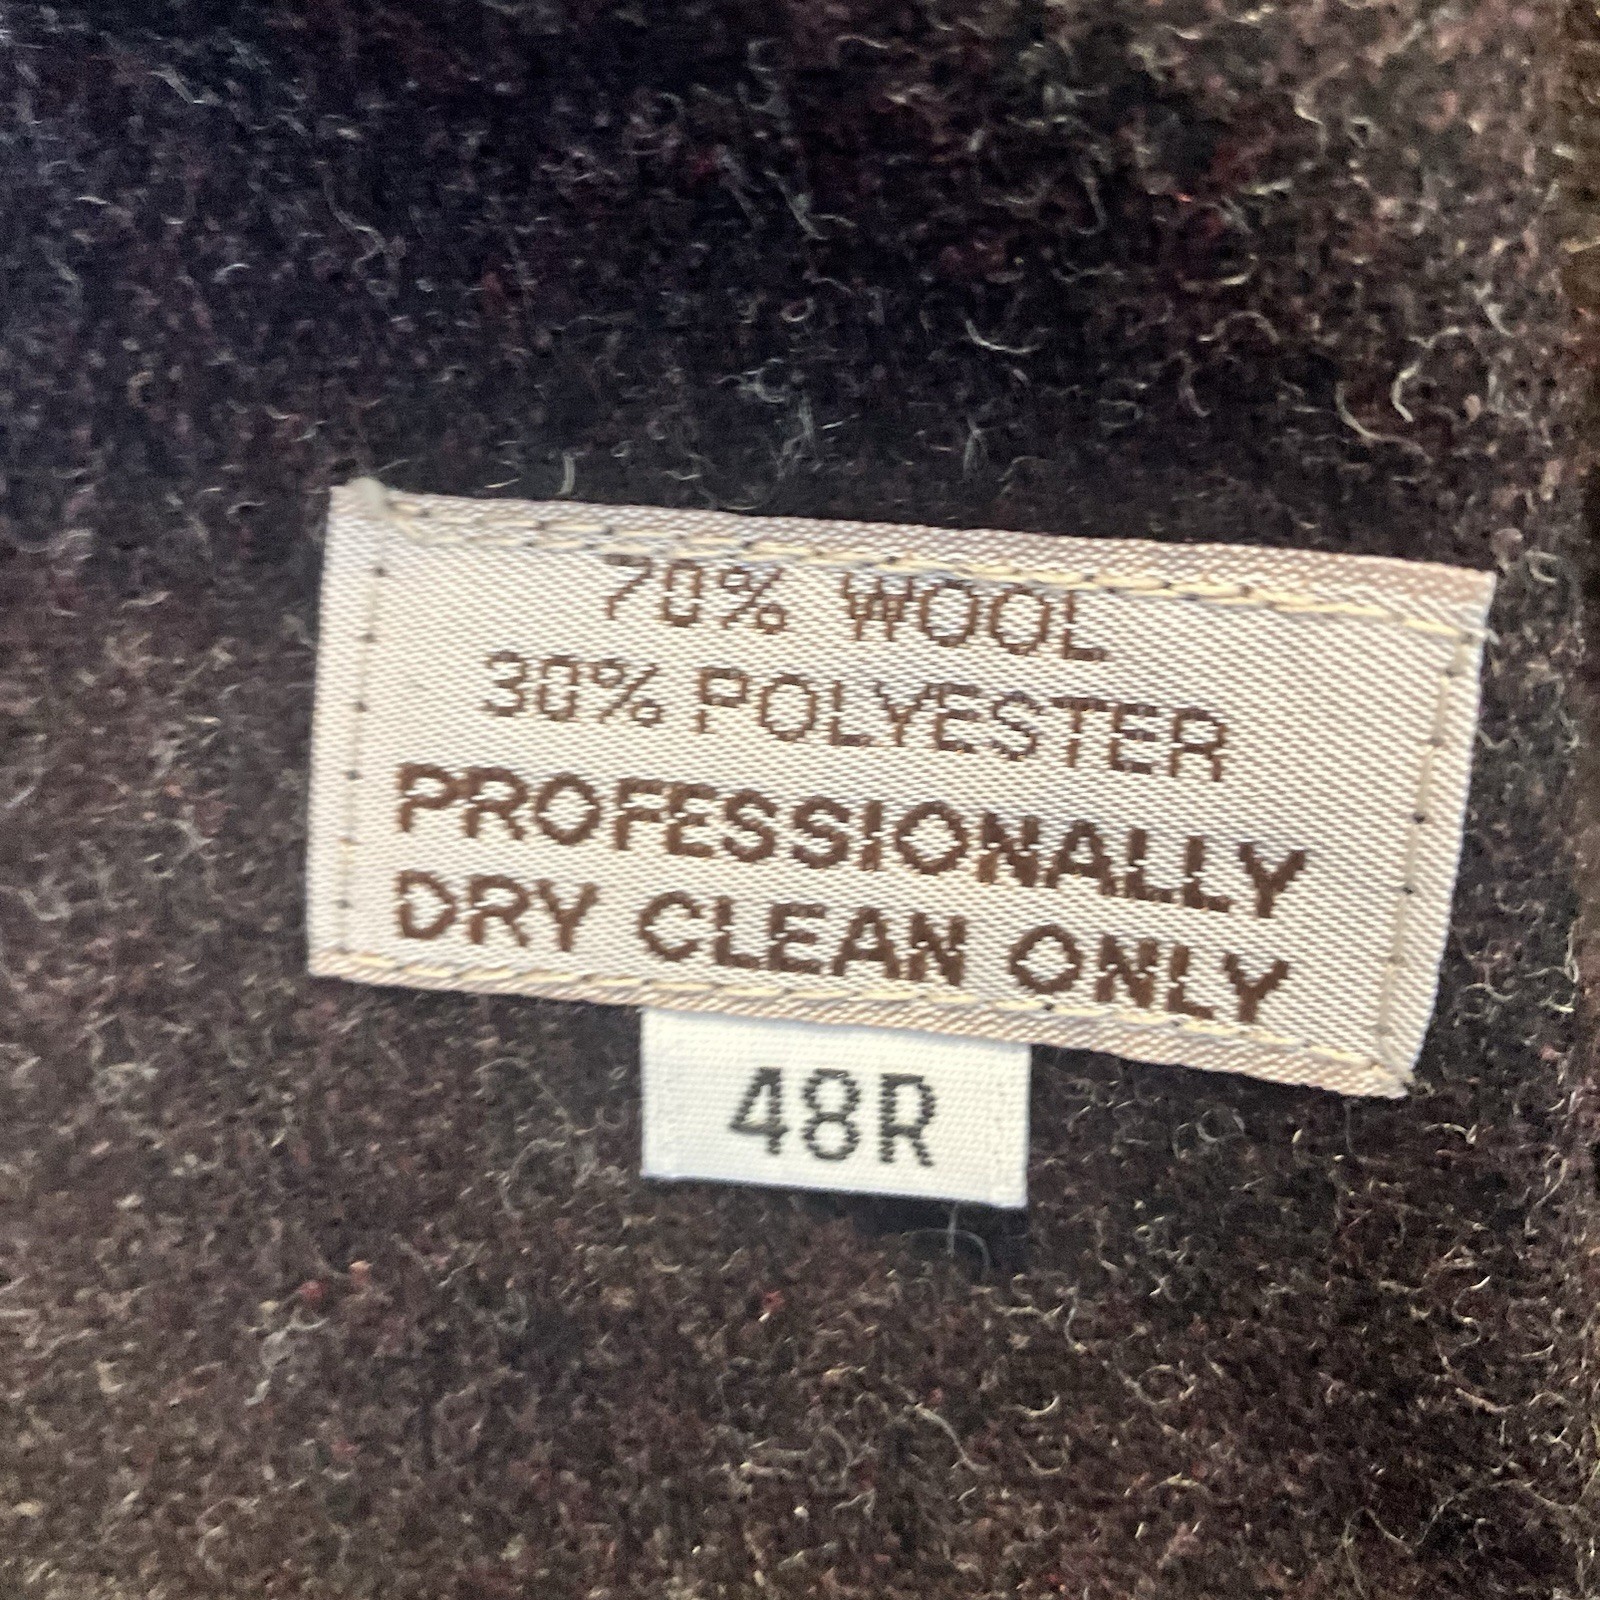 70% WOOL
30% POLYESTER
PROFESSIONALLY
DRY CLEAN ONLY
48R